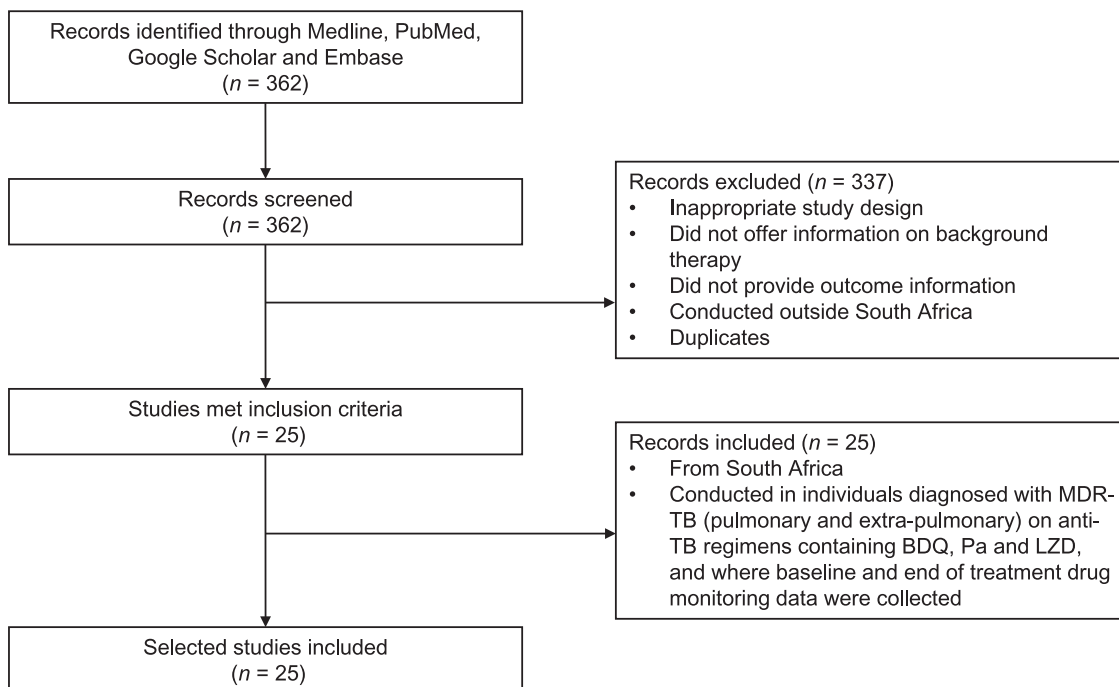 Records identified through Medline, PubMed,
Google Scholar and Embase
(n = 362)
Records screened
(n = 362)
Records excluded (n = 337)
• Inappropriate study design
• Did not offer information on background
therapy
• Did not provide outcome information
• Conducted outside South Africa
• Duplicates
Studies met inclusion criteria
(n = 25)
Records included (n = 25)
• From South Africa
• Conducted in individuals diagnosed with MDR-
TB (pulmonary and extra-pulmonary) on anti-
TB regimens containing BDQ, Pa and LZD,
and where baseline and end of treatment drug
monitoring data were collected
Selected studies included
(n = 25)